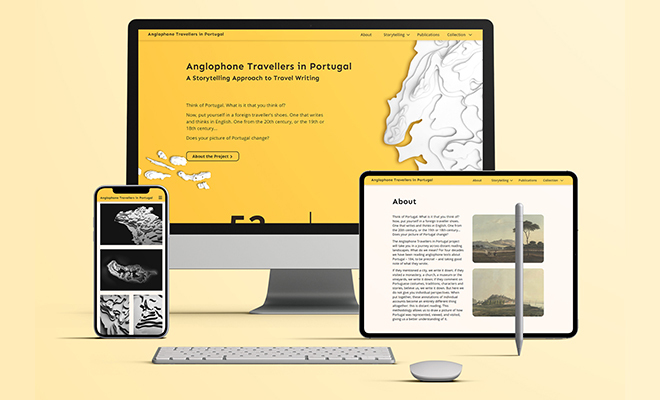 Anglophone Travellers in Portugal
About Storytelling Publications Collection
Anglophone Travellers in Portugal
A Storytelling Approach to Travel Writing
Think of Portugal. What is it that you think of?
Now, put yourself in a foreign traveller's shoes. One that writes
and thinks in English. One from the 20th century, or the 19th or
18th century...
Does your picture of Portugal change?
About the Project
Anglophone Travellers in Portugal
Anglophone Travellers in Portugal
About Storytelling Publications Collection
About
Think of Portugal. What is it that you think of?
Now, put yourself in a foreign traveller shoes.
One that writes and thinks in English. One from
the 20th century, or the 19th or 18th century...
Does your picture of Portugal change?
The Anglophone Travellers in Portugal project
will take you in a journey across distant reading
landscapes. What do we mean? For four decades
we have been reading anglophone texts about
Portugal
and taking good
note of what they wrote.
If they mentioned a city, we write it down. If they
visited a monastery, a church, a museum or the
vineyards, we write it down. If they comment on
Portuguese costumes, traditions, characters and
stories, believe us, we write it down. But here we
do not give you individual perspectives. When
put together, these annotations of individual
accounts become an entirely different thing
altogether: this is distant reading. This
methodology allows us to draw a picture of how
Portugal was represented, viewed, and visited,
giving us a better understanding of it.